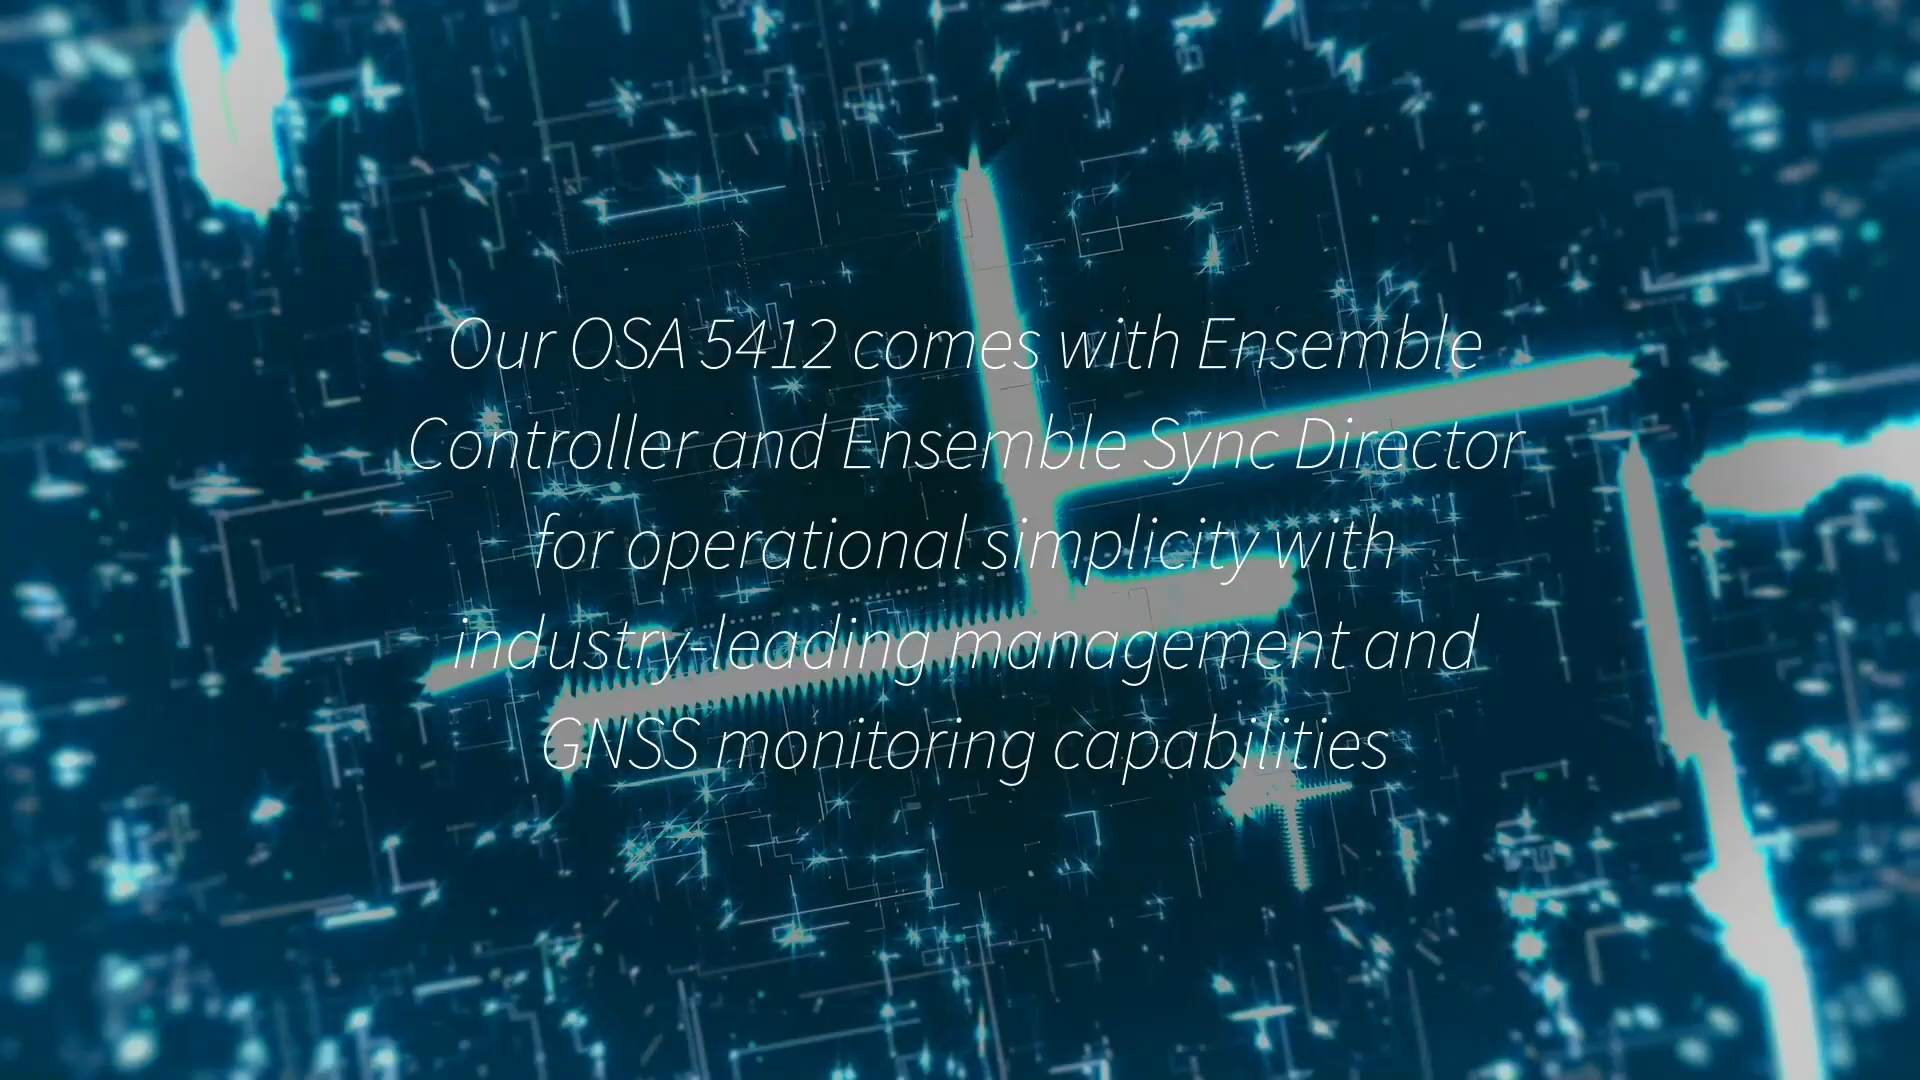 Our OSA 5412 comes with Ensemble
Controller and Ensemble Sync Director
for operational simplicity with
industry-leading management and
GNSS monitoring capabilities